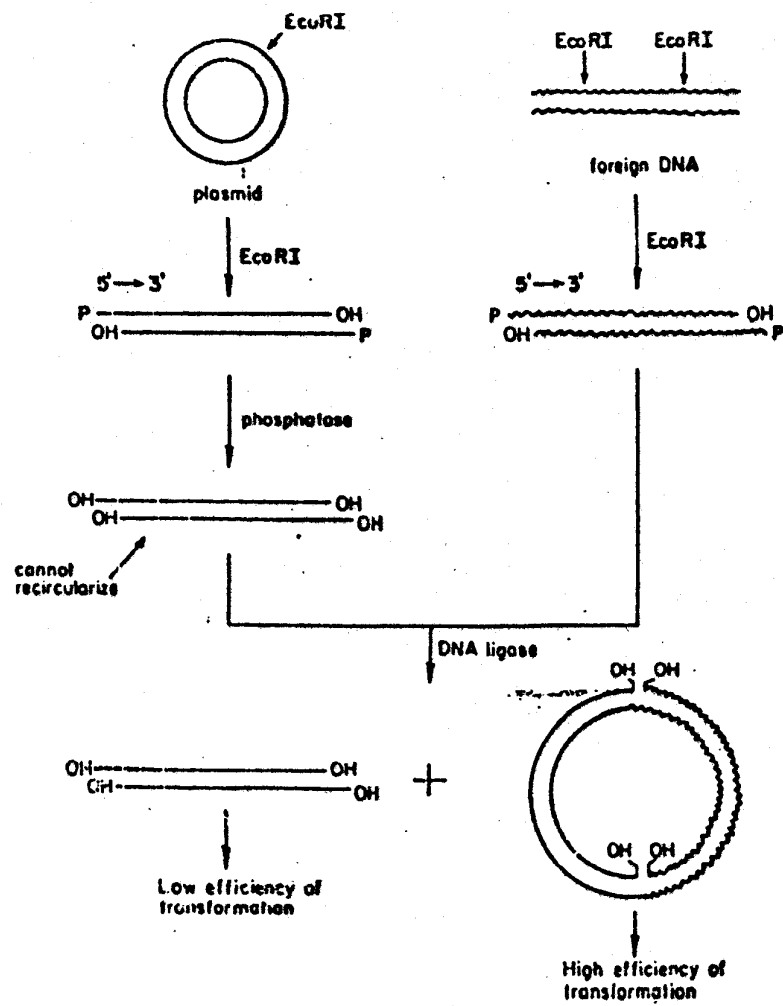 EcoRI
EcoRI EcoRI
plasmid
foreign DNA
EcoRI
EcoRI
5'→3'
5'→3'
P OH
OH P
P OH
OH P
phosphatase
OH OH
OH OH
cannot
recircularize
DNA ligase
OH OH
OH OH
OH OH
+
OH OH
Low efficiency of
transformation
High efficiency of
transformation